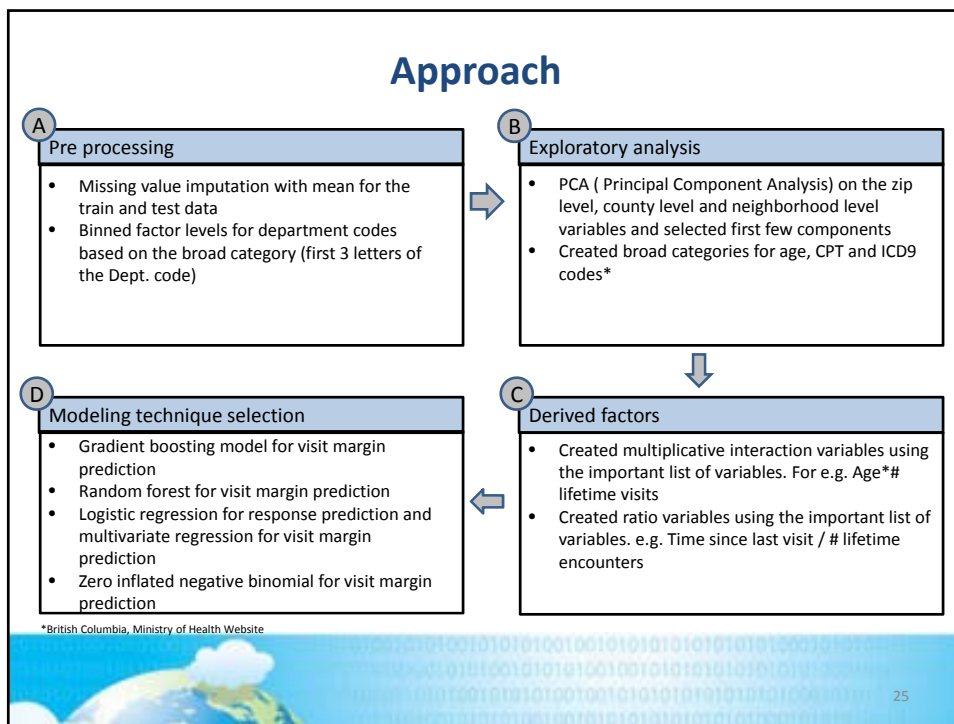 Approach
A
Pre processing
• Missing value imputation with mean for the
train and test data
• Binned factor levels for department codes
based on the broad category (first 3 letters of
the Dept. code)
B
Exploratory analysis
• PCA ( Principal Component Analysis) on the zip
level, county level and neighborhood level
variables and selected first few components
• Created broad categories for age, CPT and ICD9
codes*
C
Derived factors
• Created multiplicative interaction variables using
the important list of variables. For e.g. Age*#
lifetime visits
• Created ratio variables using the important list of
variables. e.g. Time since last visit / # lifetime
encounters
D
Modeling technique selection
• Gradient boosting model for visit margin
prediction
• Random forest for visit margin prediction
• Logistic regression for response prediction and
multivariate regression for visit margin
prediction
• Zero inflated negative binomial for visit margin
prediction
*British Columbia, Ministry of Health Website
25